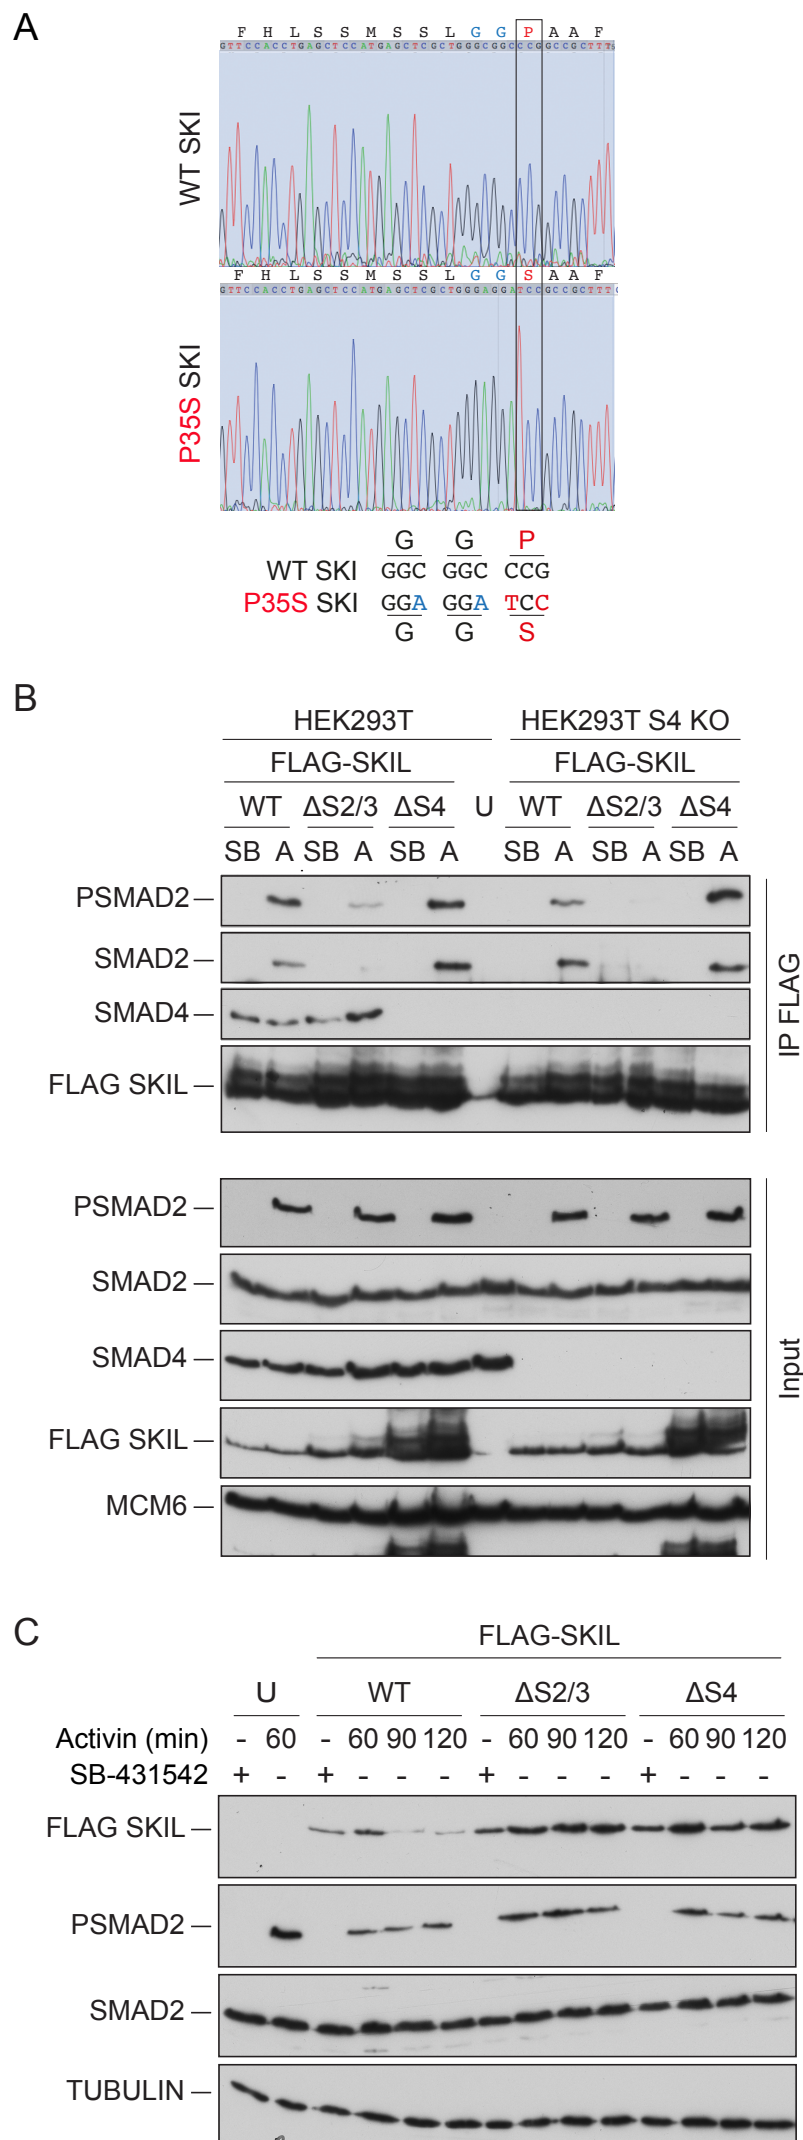 A
F H L S S M S S L G G P A A F
GTTCCACCTGAGCTCCATGAGCTCGCTGGGCGGCCCGGCCGCTTT
WT SKI
F H L S S M S S L G G S A A F
GTTCCACCTGAGCTCCATGAGCTCGCTGGGAGGATCCGCCGCTTT
P35S SKI
G G P
WT SKI GGC GGC CCG
P35S SKI GGA GGA TCC
G G S
B
HEK293T HEK293T S4 KO
FLAG-SKIL FLAG-SKIL
WT ΔS2/3 ΔS4 U WT ΔS2/3 ΔS4
SB A SB A SB A SB A SB A SB A
PSMAD2
SMAD2
SMAD4
FLAG SKIL
IP FLAG
PSMAD2
SMAD2
SMAD4
FLAG SKIL
MCM6
Input
C
FLAG-SKIL
U WT ΔS2/3 ΔS4
Activin (min) - 60 - 60 90 120 - 60 90 120 - 60 90 120
SB-431542 + - + - - - + - - - + - - -
FLAG SKIL
PSMAD2
SMAD2
TUBULIN